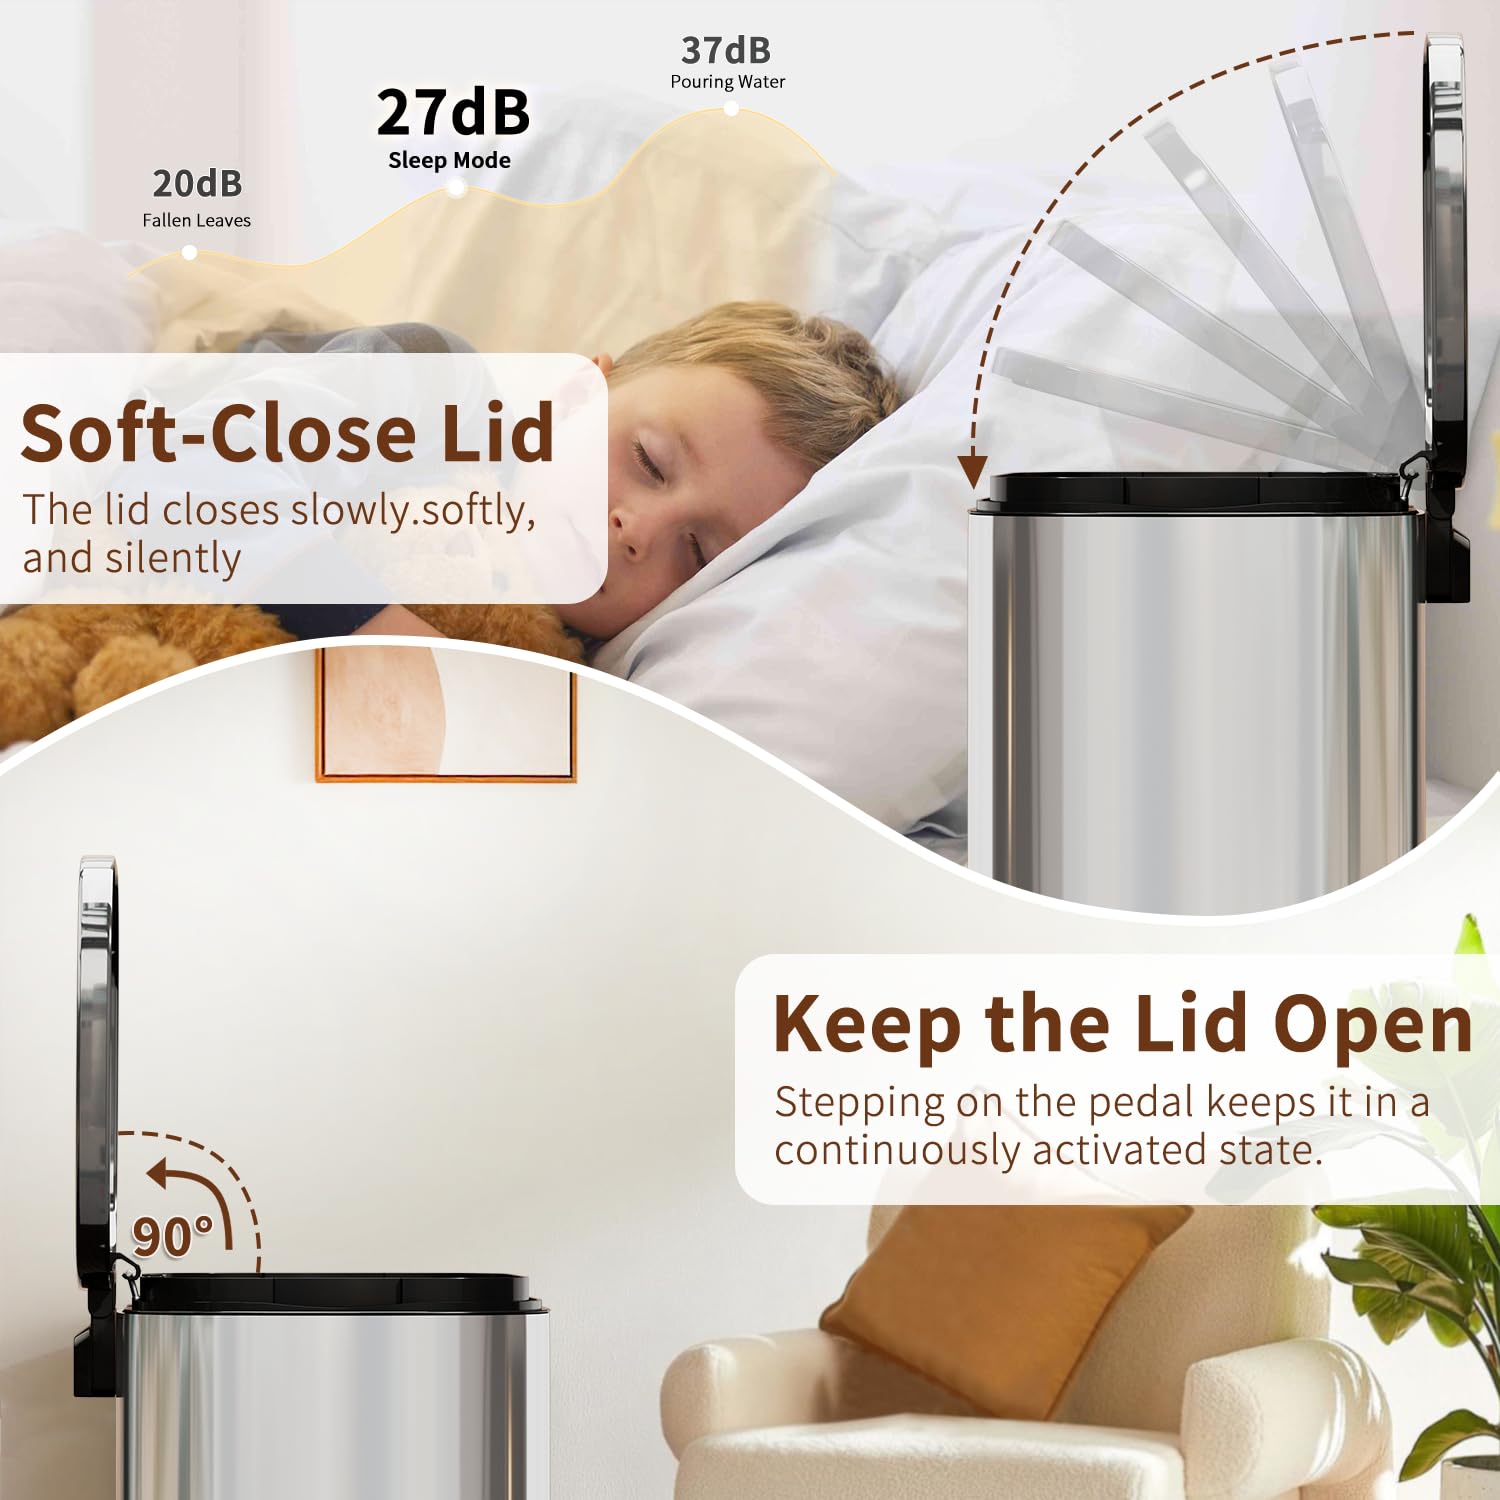 37dB
Pouring Water
27dB
Sleep Mode
20dB
Fallen Leaves
Soft-Close Lid
The lid closes slowly.softly,
and silently
Keep the Lid Open
Stepping on the pedal keeps it in a
continuously activated state.
90°